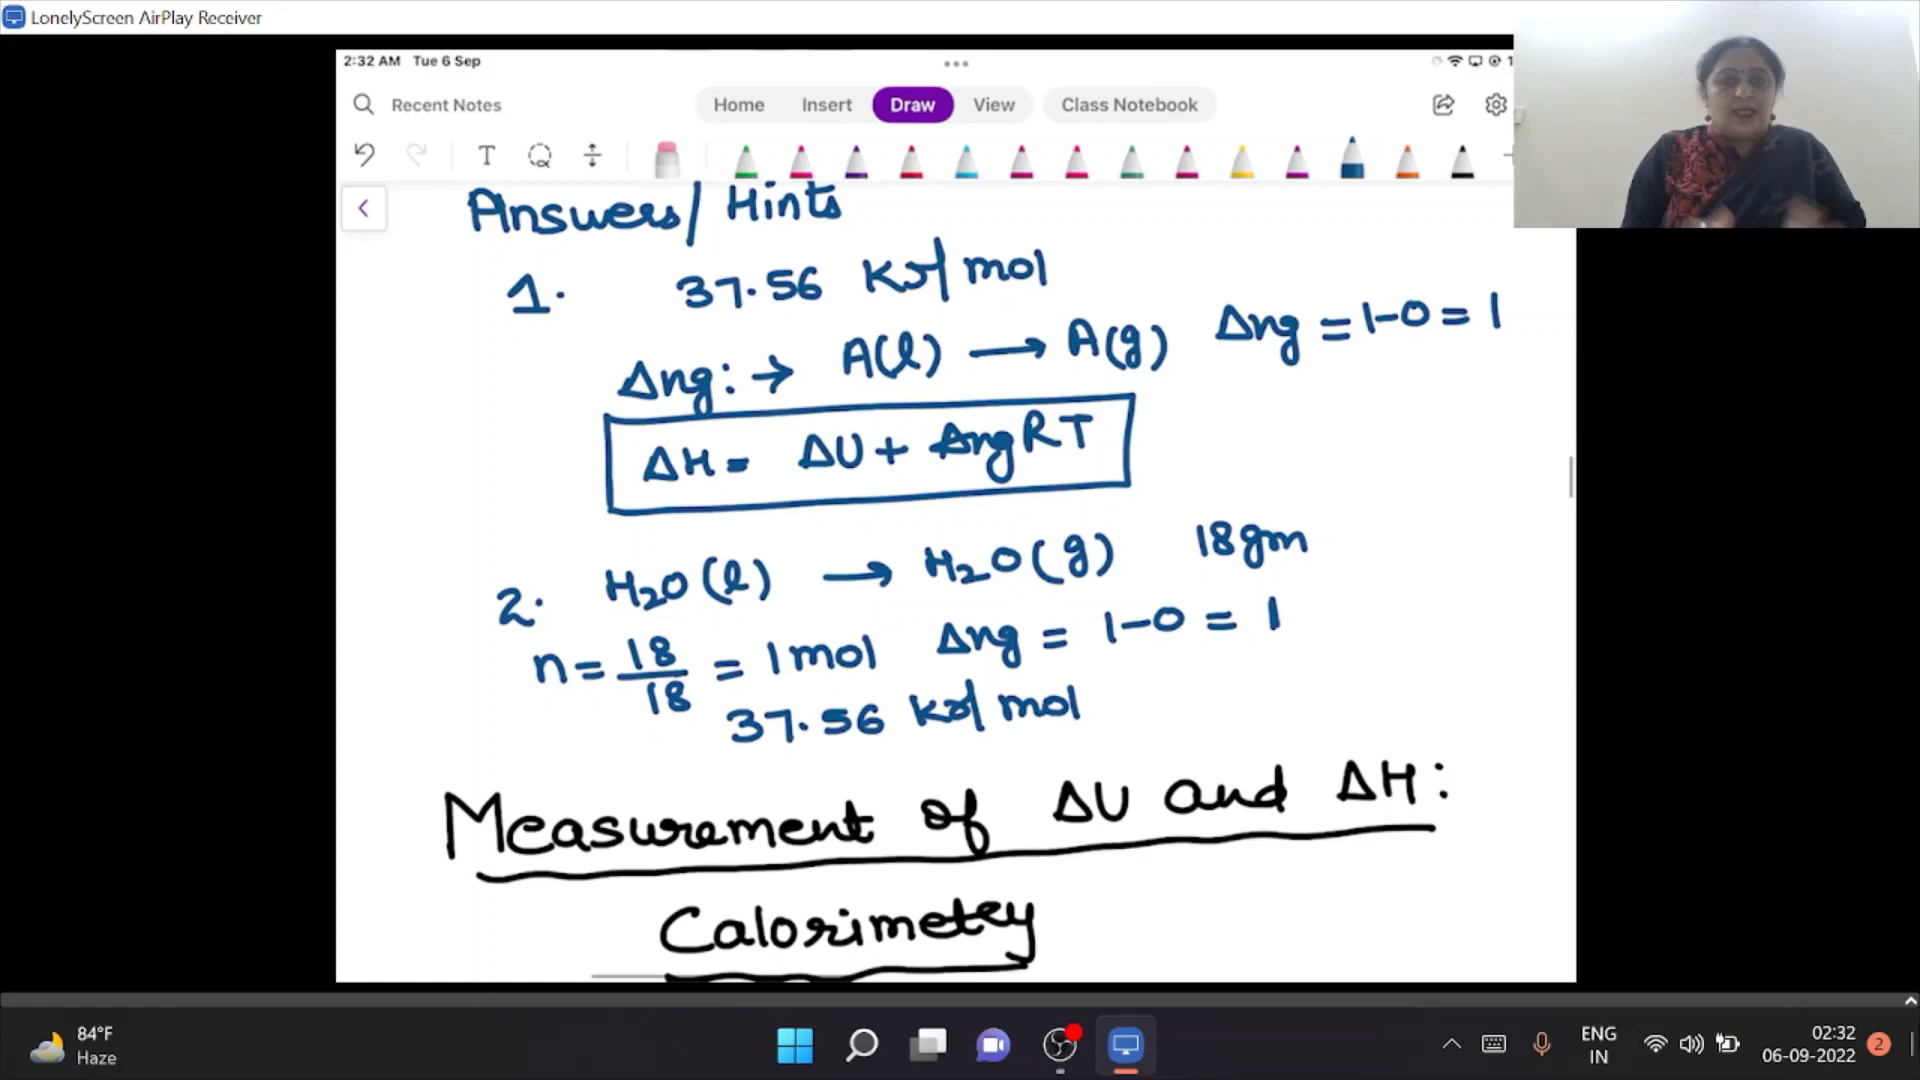 LonelyScreen AirPlay Receiver
2:32 AM Tue 6 Sep
Recent Notes
Home Insert Draw View Class Notebook
Answers/ Hints
1. 37.56 KJ/mol
Δng: → A(l) → A(g) Δng = 1-0 = 1
ΔH = ΔU + ΔngRT
2. H₂O(l) → H₂O(g) 18gm
n = 18/18 = 1 mol Δng = 1-0 = 1
37.56 KJ/mol
Measurement of ΔU and ΔH:
Calorimetry
84°F
Haze
ENG
IN
02:32
06-09-2022
2